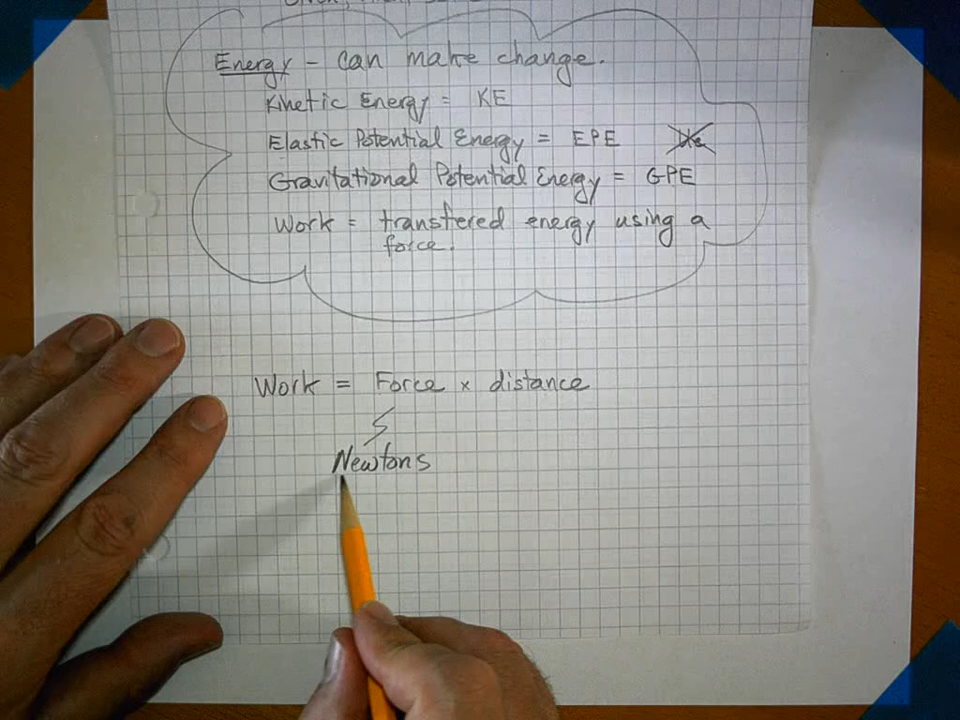 Energy - can make change.
Kinetic Energy = KE
Elastic Potential Energy = EPE
Gravitational Potential Energy = GPE
Work = transfered energy using a
force.
Work = Force x distance
Newtons